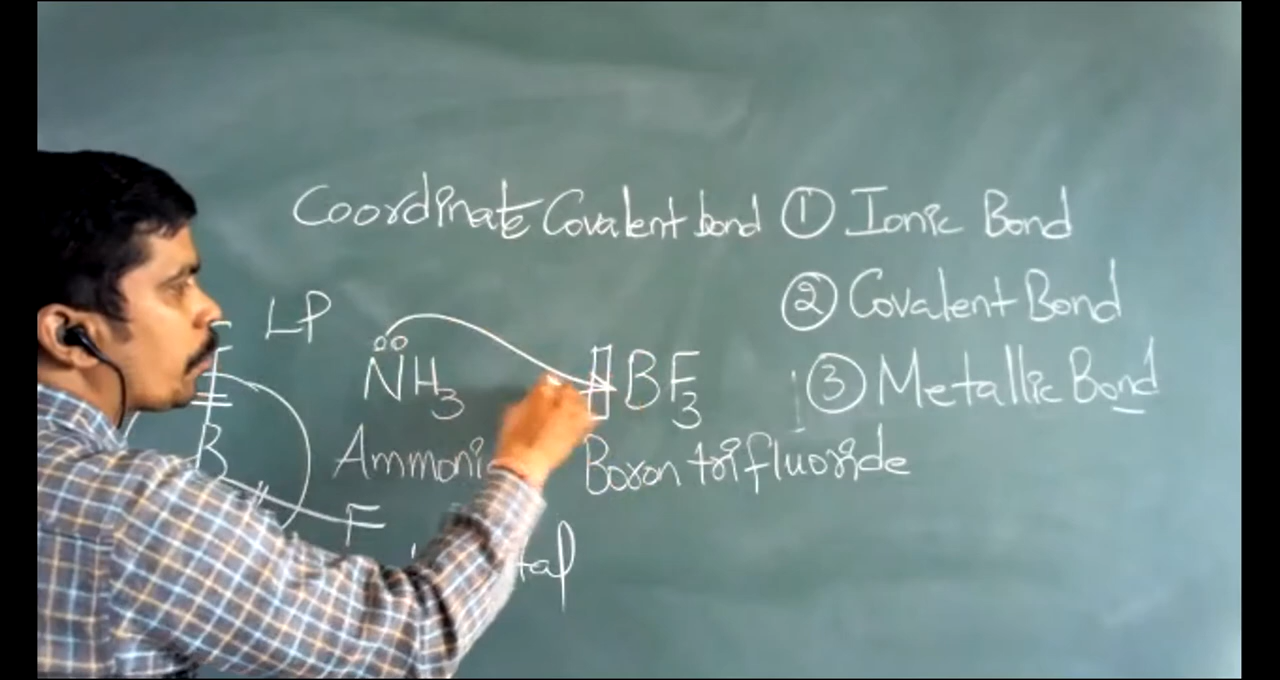 Coordinate Covalent bond ① Ionic Bond
② Covalent Bond
LP
NH3 BF3 ③ Metallic Bond
B
Boron trifluoride
F